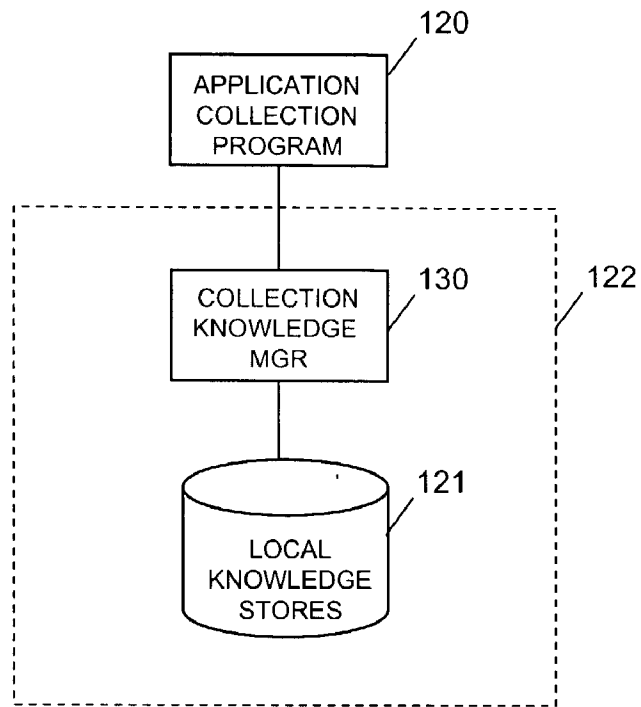 120
APPLICATION
COLLECTION
PROGRAM
130
122
COLLECTION
KNOWLEDGE
MGR
121
LOCAL
KNOWLEDGE
STORES